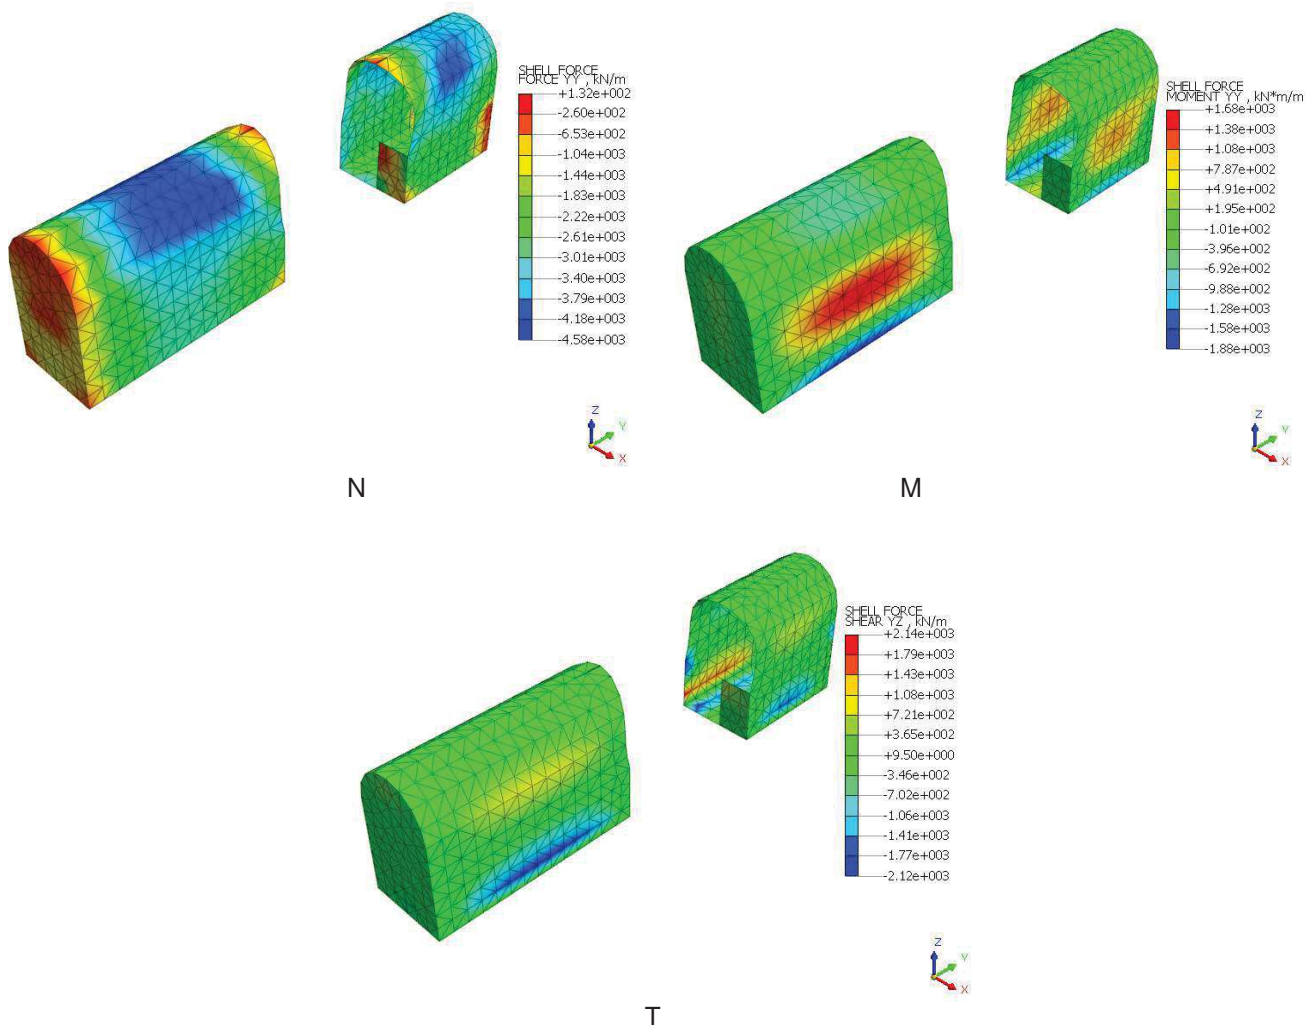 SHELL FORCE
FORCE YY , kN/m
+1.32e+002
-2.60e+002
-6.53e+002
-1.04e+003
-1.44e+003
-1.83e+003
-2.22e+003
-2.61e+003
-3.01e+003
-3.40e+003
-3.79e+003
-4.18e+003
-4.58e+003
Z
Y
X
N
SHELL FORCE
MOMENT YY , kN*m/m
+1.68e+003
+1.38e+003
+1.08e+003
+7.87e+002
+4.91e+002
+1.95e+002
-1.01e+002
-3.96e+002
-6.92e+002
-9.88e+002
-1.28e+003
-1.58e+003
-1.88e+003
Z
Y
X
M
SHELL FORCE
SHEAR YZ , kN/m
+2.14e+003
+1.79e+003
+1.43e+003
+1.08e+003
+7.21e+002
+3.65e+002
+9.50e+000
-3.46e+002
-7.02e+002
-1.06e+003
-1.41e+003
-1.77e+003
-2.12e+003
Z
Y
X
T